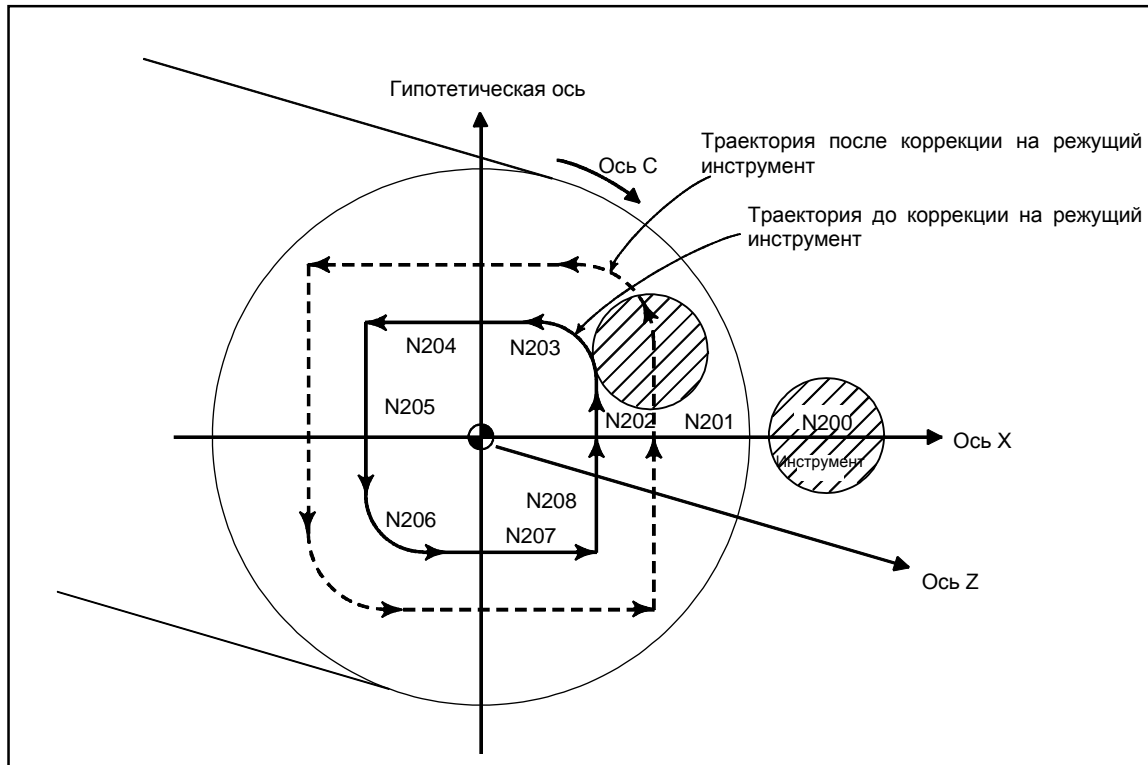 Гипотетическая ось
Траектория после коррекции на режущий
инструмент
Ось C
Траектория до коррекции на режущий
инструмент
N204
N203
N205
N202
N201
N200
Ось X
Инструмент
N208
N206
N207
Ось Z